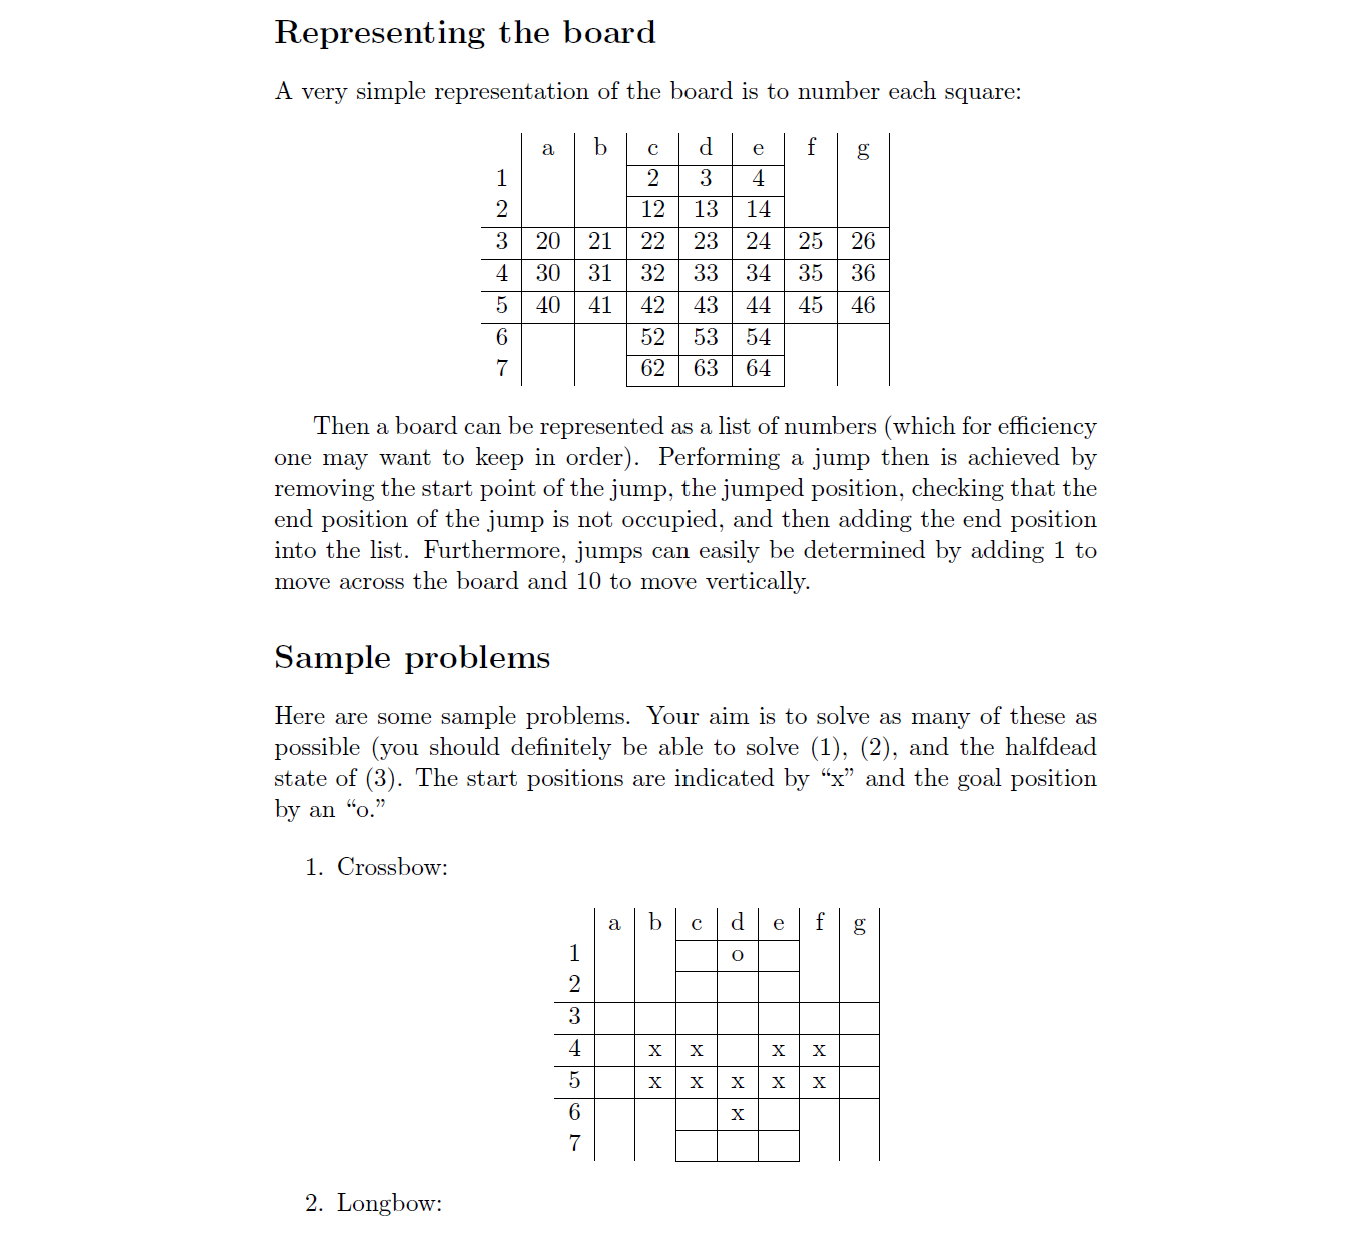 Representing the board
A very simple representation of the board is to number each square:
a b c d e f g
1 2 3 4
2 12 13 14
3 20 21 22 23 24 25 26
4 30 31 32 33 34 35 36
5 40 41 42 43 44 45 46
6 52 53 54
7 62 63 64
Then a board can be represented as a list of numbers (which for efficiency
one may want to keep in order). Performing a jump then is achieved by
removing the start point of the jump, the jumped position, checking that the
end position of the jump is not occupied, and then adding the end position
into the list. Furthermore, jumps can easily be determined by adding 1 to
move across the board and 10 to move vertically.
Sample problems
Here are some sample problems. Your aim is to solve as many of these as
possible (you should definitely be able to solve (1), (2), and the halfdead
state of (3). The start positions are indicated by “x” and the goal position
by an “o.”
1. Crossbow:
a b c d e f g
1 o
2
3
4 x x x x
5 x x x x x
6 x
7
2. Longbow: